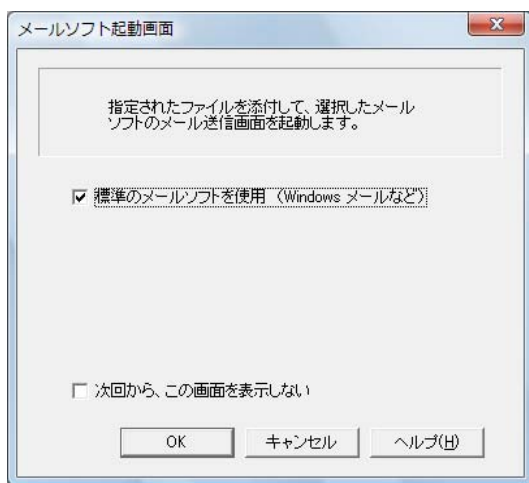 メールソフト起動画面
指定されたファイルを添付して、選択したメール
ソフトのメール送信画面を起動します。
標準のメールソフトを使用 (Windows メールなど)
次回から、この画面を表示しない
OK キャンセル ヘルプ(H)